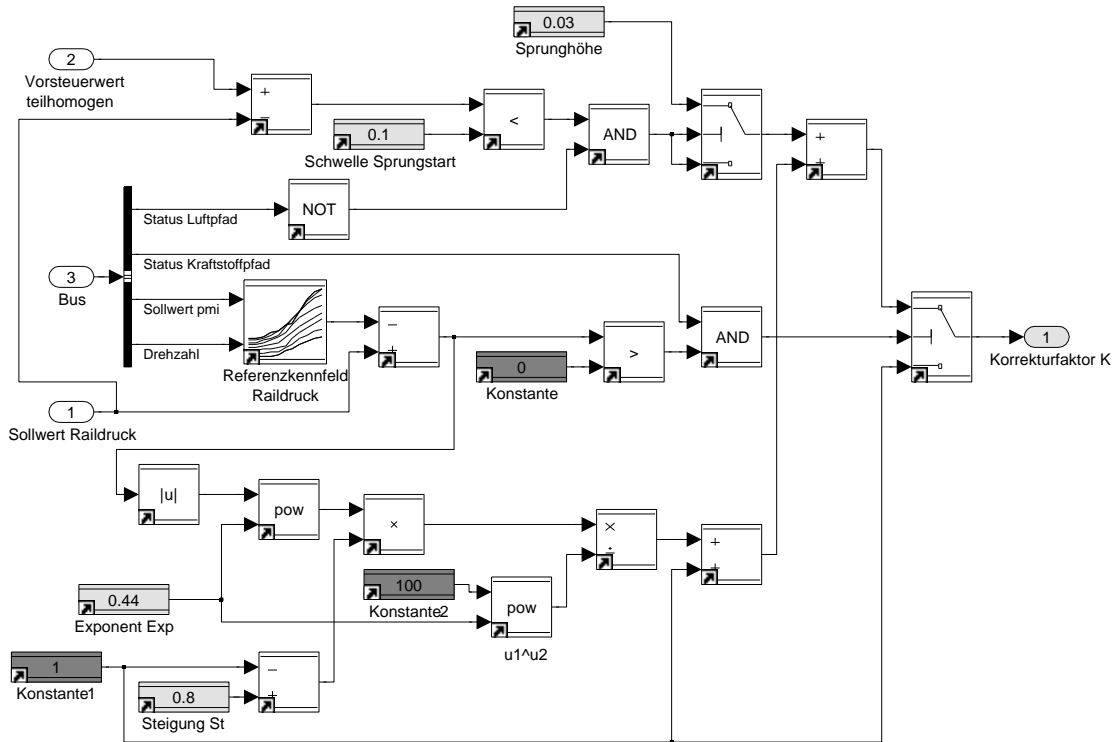 0.03
Sprunghöhe
2
Vorsteuerwert
teilhomogen
+
−
0.1
Schwelle Sprungstart
<
AND
+
+
NOT
Status Luftpfad
Status Kraftstoffpfad
3
Bus
Sollwert pmi
Drehzahl
Referenzkennfeld
Raildruck
−
+
0
Konstante
>
AND
1
Korrekturfaktor K
1
Sollwert Raildruck
|u|
pow
×
×
÷
+
+
0.44
Exponent Exp
100
Konstante2
pow
u1^u2
1
Konstante1
−
+
0.8
Steigung St